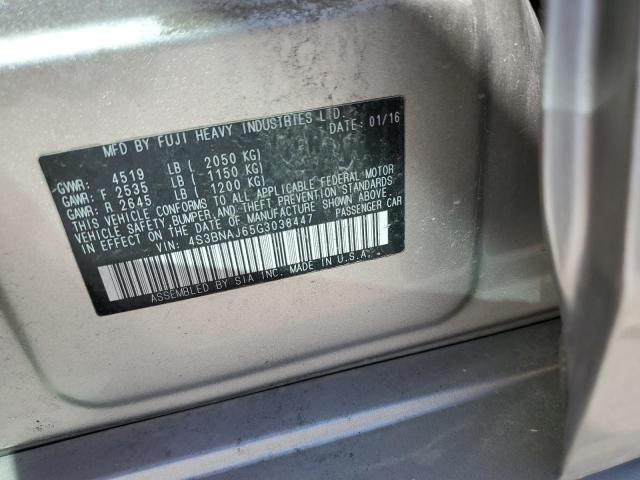 MFD BY FUJI HEAVY INDUSTRIES LTD.
DATE: 01/16
GVWR: 4519 LB ( 2050 KG)
GAWR: F 2535 LB ( 1150 KG)
GAWR: R 2645 LB ( 1200 KG)
THIS VEHICLE CONFORMS TO ALL APPLICABLE FEDERAL MOTOR
VEHICLE SAFETY BUMPER, AND THEFT PREVENTION STANDARDS
IN EFFECT ON THE DATE OF MANUFACTURE SHOWN ABOVE.
VIN: 4S3BNAJ65G3038447 PASSENGER CAR
ASSEMBLED BY SIA INC. MADE IN U.S.A.